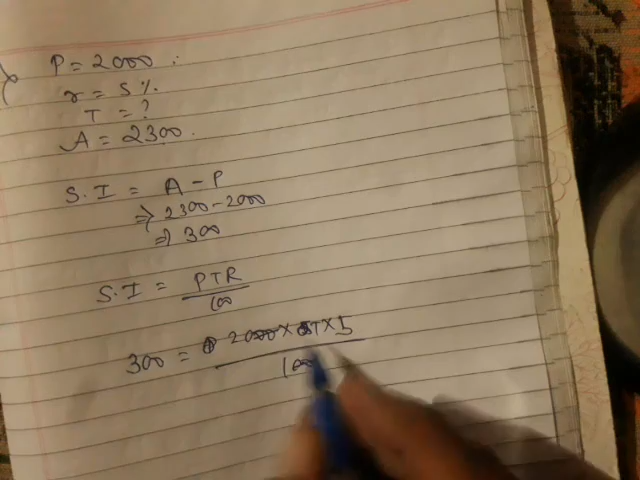 P = 2000
r = 5%.
T = ?
A = 2300.
S.I = A - P
⇒ 2300 - 2000
⇒ 300
S.I = PTR/100
300 = 2000 × T × 5/100